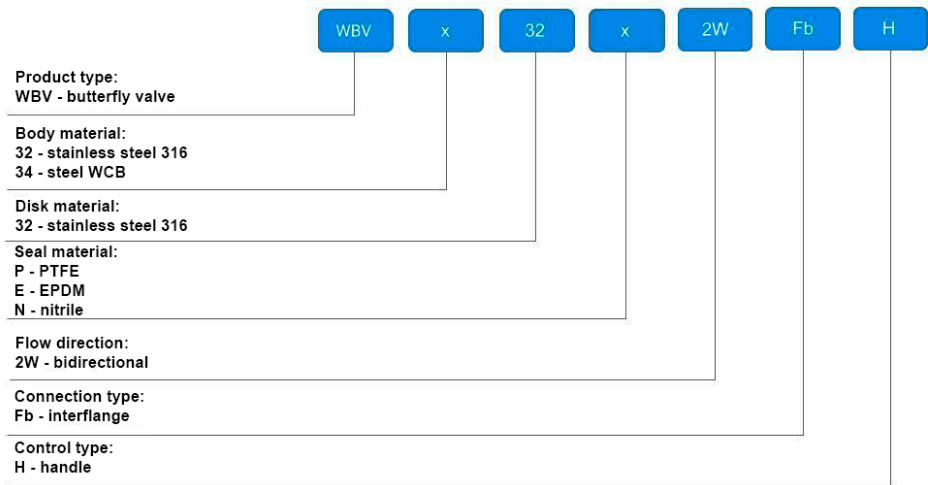 WBV x 32 x 2W Fb H
Product type:
WBV - butterfly valve
Body material:
32 - stainless steel 316
34 - steel WCB
Disk material:
32 - stainless steel 316
Seal material:
P - PTFE
E - EPDM
N - nitrile
Flow direction:
2W - bidirectional
Connection type:
Fb - interflange
Control type:
H - handle